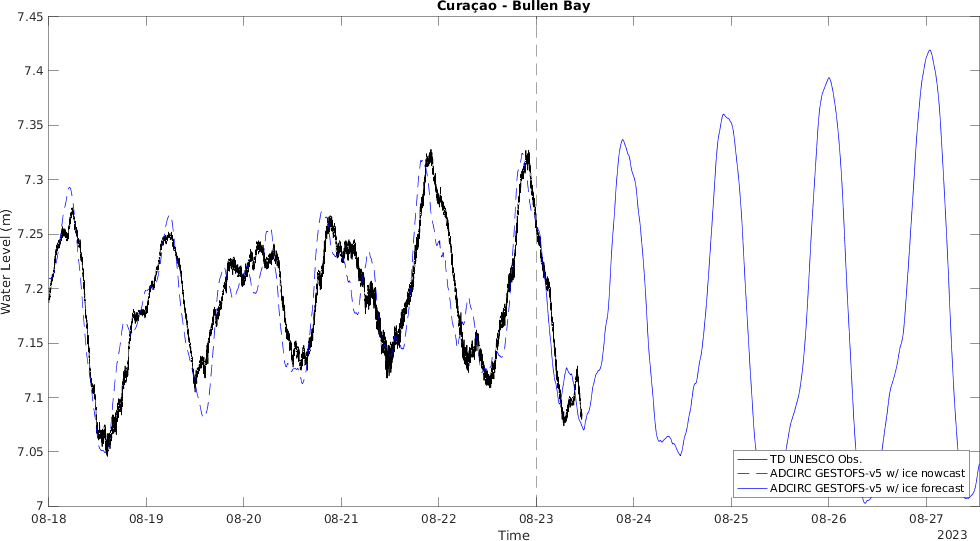 Curaçao - Bullen Bay
7.45
7.4
7.35
7.3
7.25
7.2
7.15
7.1
7.05
7
Water Level (m)
08-18 08-19 08-20 08-21 08-22 08-23 08-24 08-25 08-26 08-27
Time
2023
TD UNESCO Obs.
ADCIRC GESTOFS-v5 w/ ice nowcast
ADCIRC GESTOFS-v5 w/ ice forecast